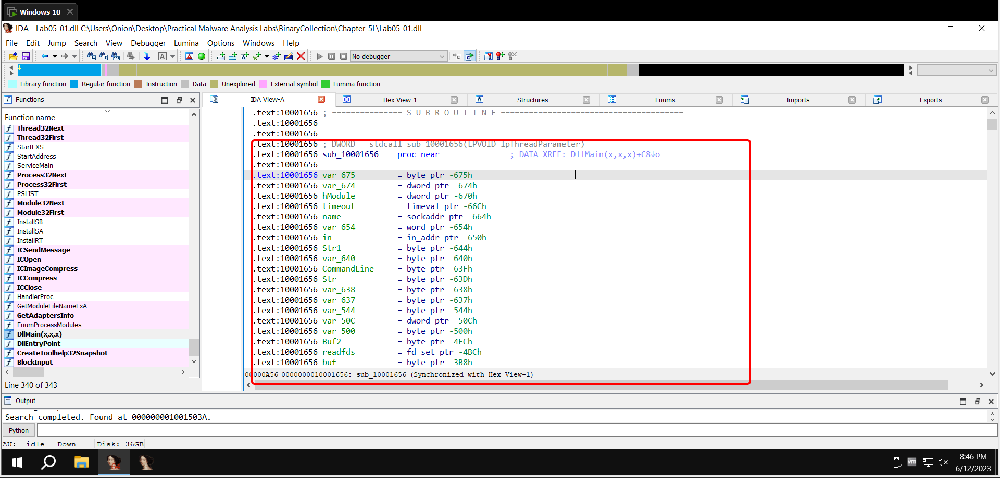 Windows 10
IDA - Lab05-01.dll C:\Users\Onion\Desktop\Practical Malware Analysis Labs\BinaryCollection\Chapter_5L\Lab05-01.dll
File Edit Jump Search View Debugger Lumina Options Windows Help
No debugger
Library function Regular function Instruction Data Unexplored External symbol Lumina function
Functions
Function name
Thread32Next
Thread32First
StartEXS
StartAddress
ServiceMain
Process32Next
Process32First
PSLIST
Module32Next
Module32First
InstallSB
InstallSA
InstallRT
ICSendMessage
ICOpen
ICImageCompress
ICCompress
ICClose
HandlerProc
GetModuleFileNameExA
GetAdaptersInfo
EnumProcessModules
DllMain(x,x,x)
DllEntryPoint
CreateToolhelp32Snapshot
BlockInput
Line 340 of 343
IDA View-A Hex View-1 Structures Enums Imports Exports
.text:10001656 ; =============== S U B R O U T I N E =======================================
.text:10001656
.text:10001656
.text:10001656 ; DWORD __stdcall sub_10001656(LPVOID lpThreadParameter)
.text:10001656 sub_10001656 proc near ; DATA XREF: DllMain(x,x,x)+C8↓o
.text:10001656
.text:10001656 var_675 = byte ptr -675h
.text:10001656 var_674 = dword ptr -674h
.text:10001656 hModule = dword ptr -670h
.text:10001656 timeout = timeval ptr -66Ch
.text:10001656 name = sockaddr ptr -664h
.text:10001656 var_654 = word ptr -654h
.text:10001656 in = in_addr ptr -650h
.text:10001656 Str1 = byte ptr -644h
.text:10001656 var_640 = byte ptr -640h
.text:10001656 CommandLine = byte ptr -63Fh
.text:10001656 Str = byte ptr -63Dh
.text:10001656 var_638 = byte ptr -638h
.text:10001656 var_637 = byte ptr -637h
.text:10001656 var_544 = byte ptr -544h
.text:10001656 var_50C = dword ptr -50Ch
.text:10001656 var_500 = byte ptr -500h
.text:10001656 Buf2 = byte ptr -4FCh
.text:10001656 readfds = fd_set ptr -4BCh
.text:10001656 buf = byte ptr -3B8h
00000A56 0000000010001656: sub_10001656 (Synchronized with Hex View-1)
Output
Search completed. Found at 000000001001503A.
Python
AU: idle Down Disk: 36GB
64
vm
8:46 PM
6/12/2023